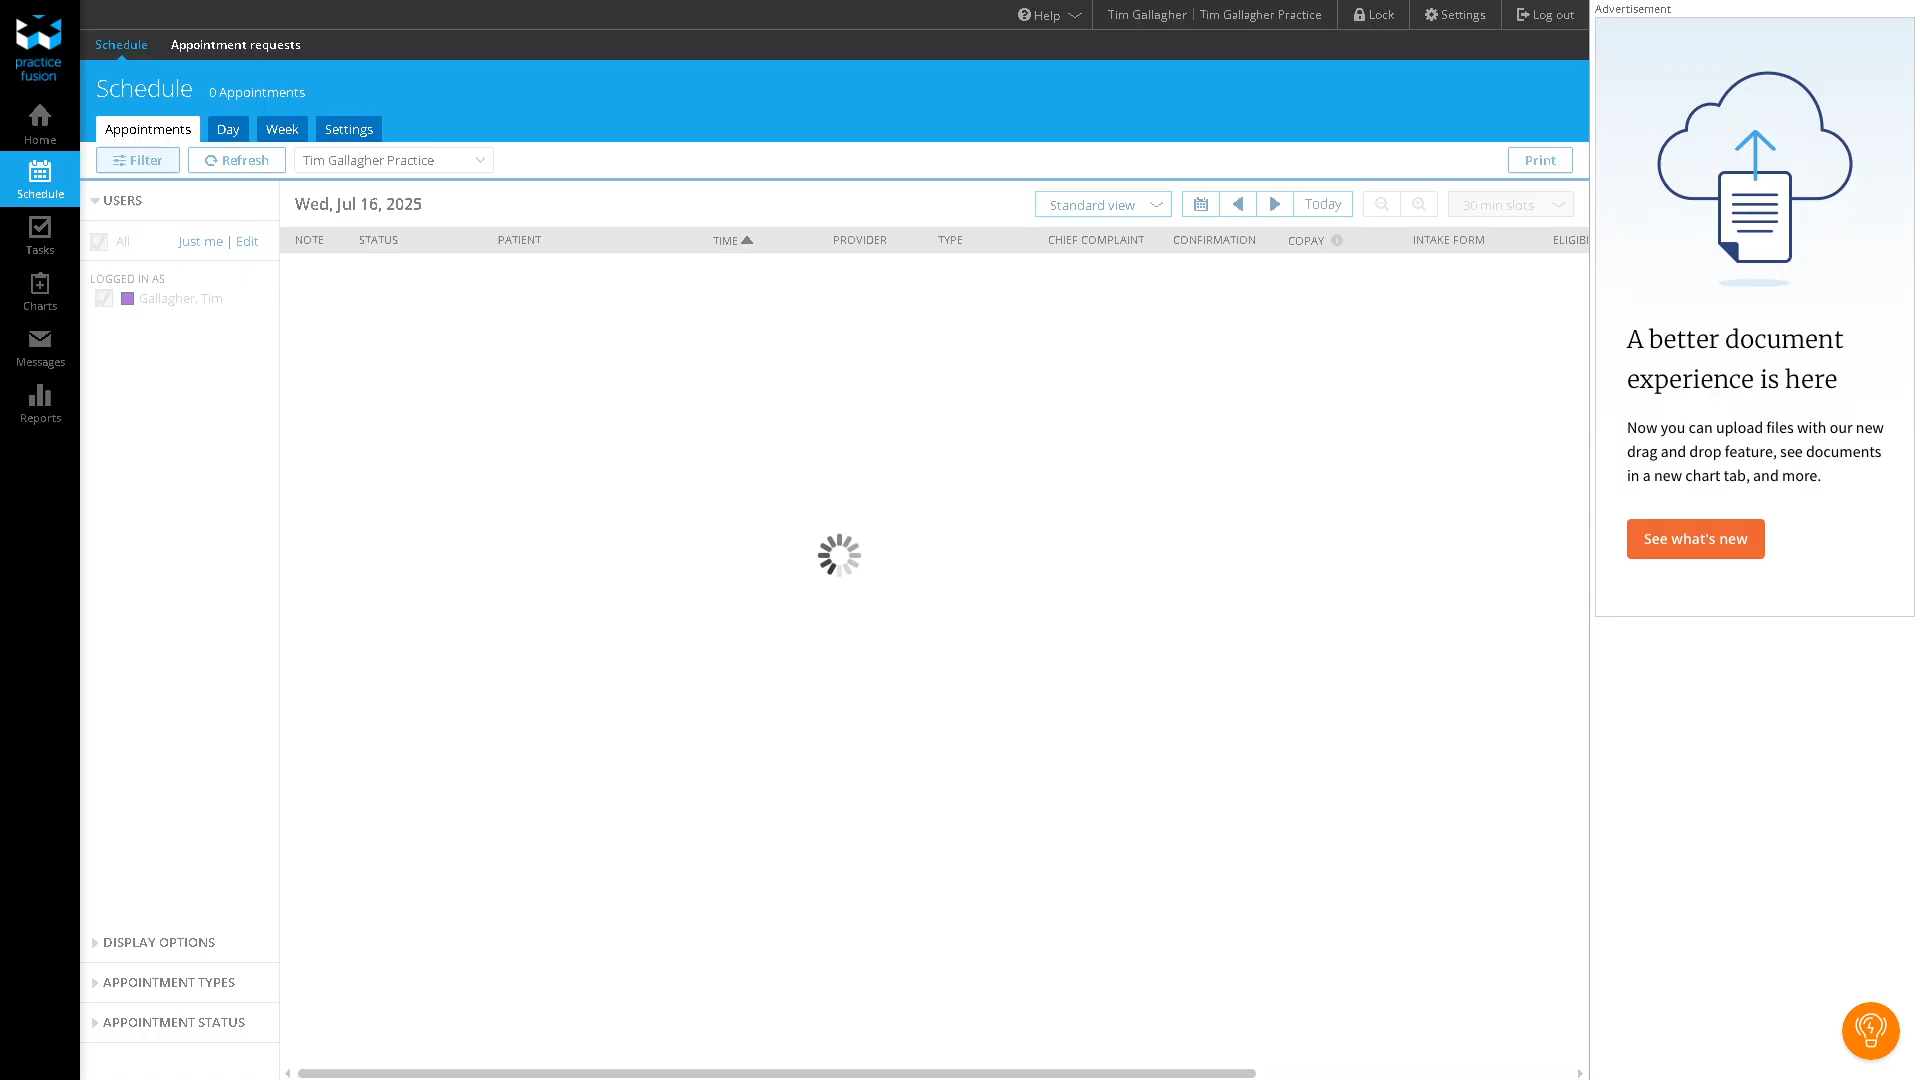 practice
fusion
Home
Schedule
Tasks
Charts
Messages
Reports
Help
Tim Gallagher | Tim Gallagher Practice
Lock
Settings
Log out
Schedule
Appointment requests
Schedule 0 Appointments
Appointments
Day
Week
Settings
Filter
Refresh
Tim Gallagher Practice
Print
USERS
All
Just me | Edit
LOGGED IN AS
Gallagher, Tim
DISPLAY OPTIONS
APPOINTMENT TYPES
APPOINTMENT STATUS
Wed, Jul 16, 2025
Standard view
Today
30 min slots
NOTE STATUS PATIENT TIME PROVIDER TYPE CHIEF COMPLAINT CONFIRMATION COPAY INTAKE FORM ELIGIBI
Advertisement
A better document
experience is here
Now you can upload files with our new
drag and drop feature, see documents
in a new chart tab, and more.
See what's new